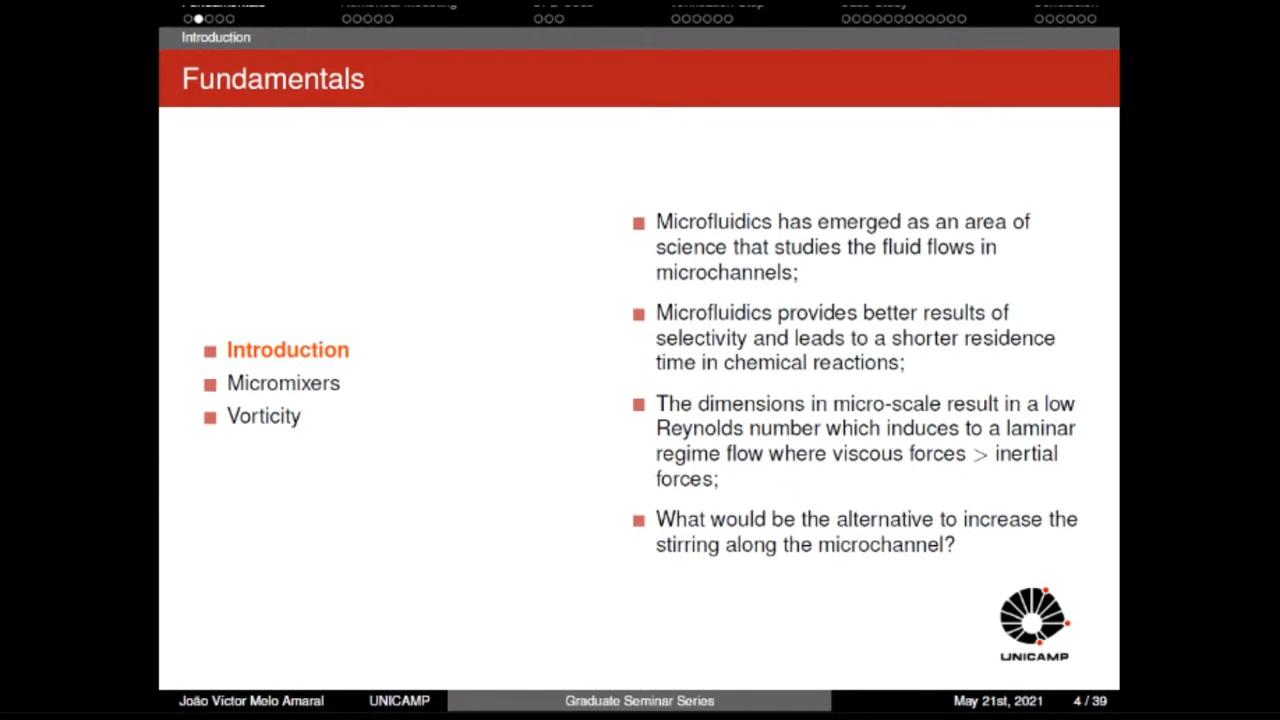 Introduction
Fundamentals
Introduction
Micromixers
Vorticity
Microfluidics has emerged as an area of
science that studies the fluid flows in
microchannels;
Microfluidics provides better results of
selectivity and leads to a shorter residence
time in chemical reactions;
The dimensions in micro-scale result in a low
Reynolds number which induces to a laminar
regime flow where viscous forces > inertial
forces;
What would be the alternative to increase the
stirring along the microchannel?
UNICAMP
João Victor Melo Amaral UNICAMP Graduate Seminar Series May 21st, 2021 4 / 39